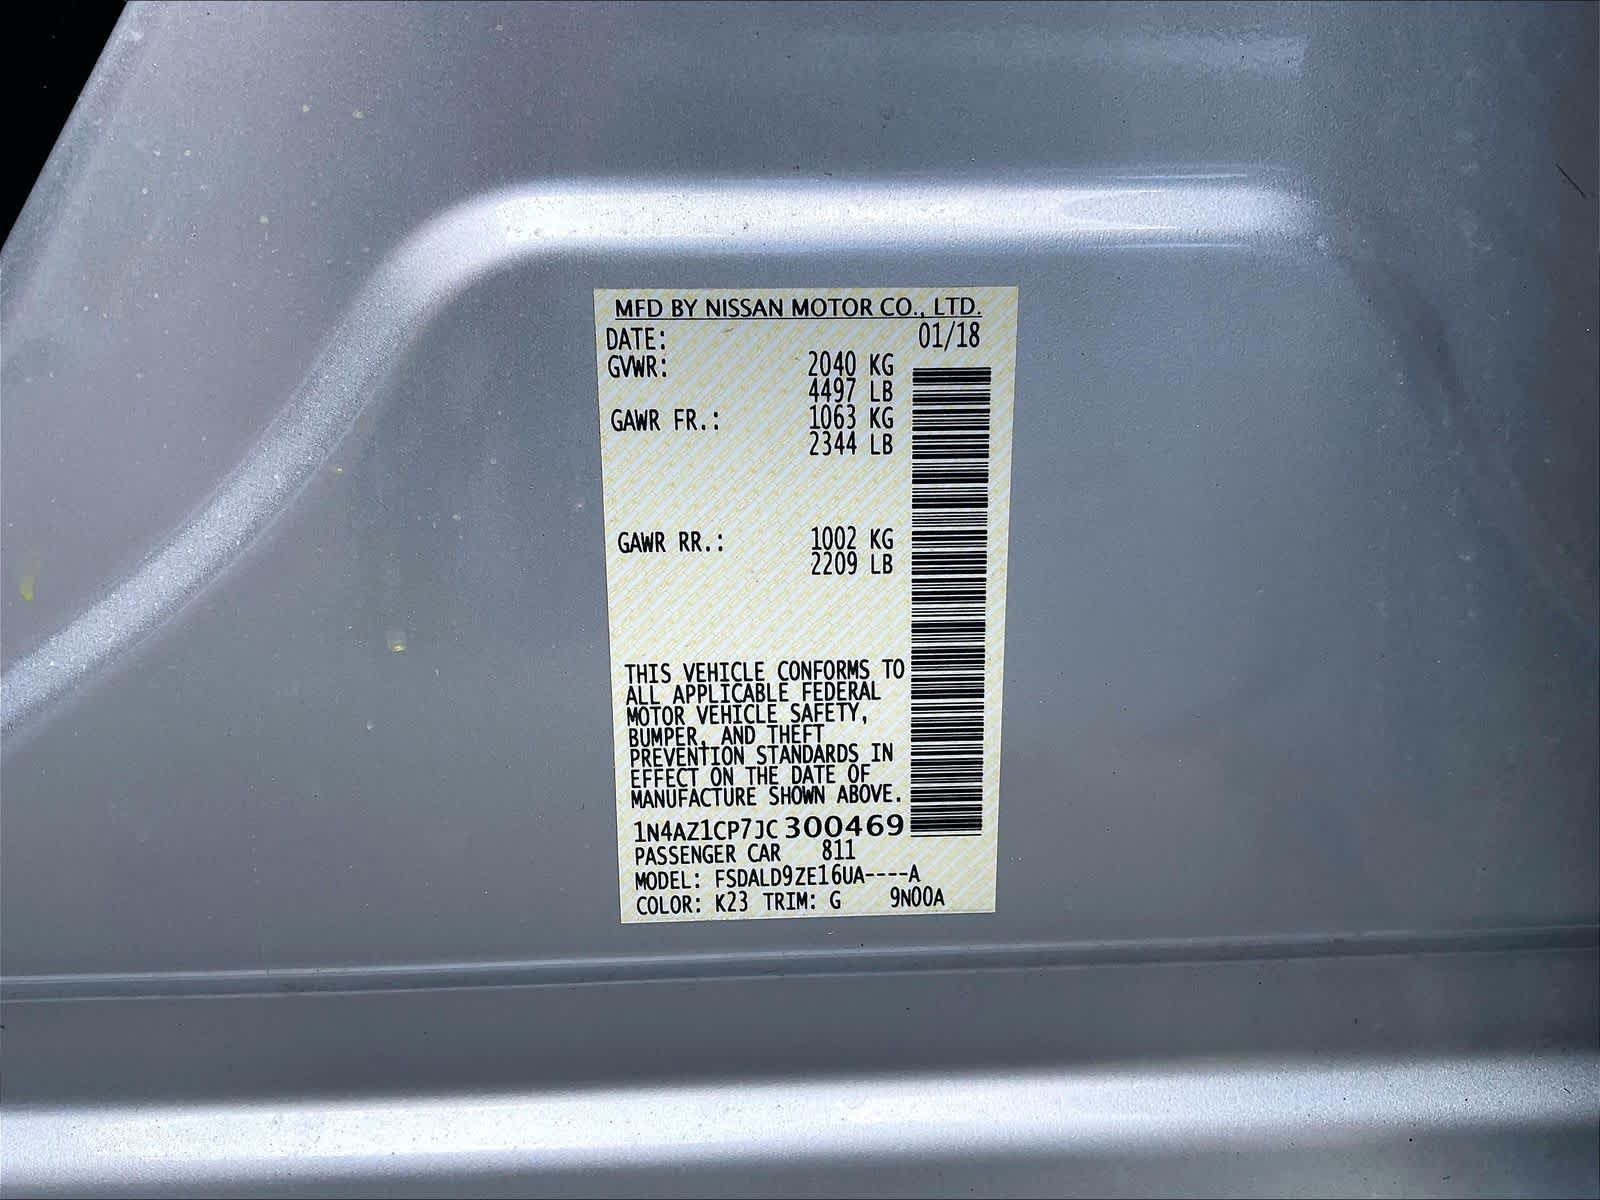 MFD BY NISSAN MOTOR CO., LTD.
DATE: 01/18
GVWR: 2040 KG
4497 LB
GAWR FR.: 1063 KG
2344 LB
GAWR RR.: 1002 KG
2209 LB
THIS VEHICLE CONFORMS TO
ALL APPLICABLE FEDERAL
MOTOR VEHICLE SAFETY,
BUMPER, AND THEFT
PREVENTION STANDARDS IN
EFFECT ON THE DATE OF
MANUFACTURE SHOWN ABOVE.
1N4AZ1CP7JC300469
PASSENGER CAR 811
MODEL: FSDALD9ZE16UA----A
COLOR: K23 TRIM: G 9N00A